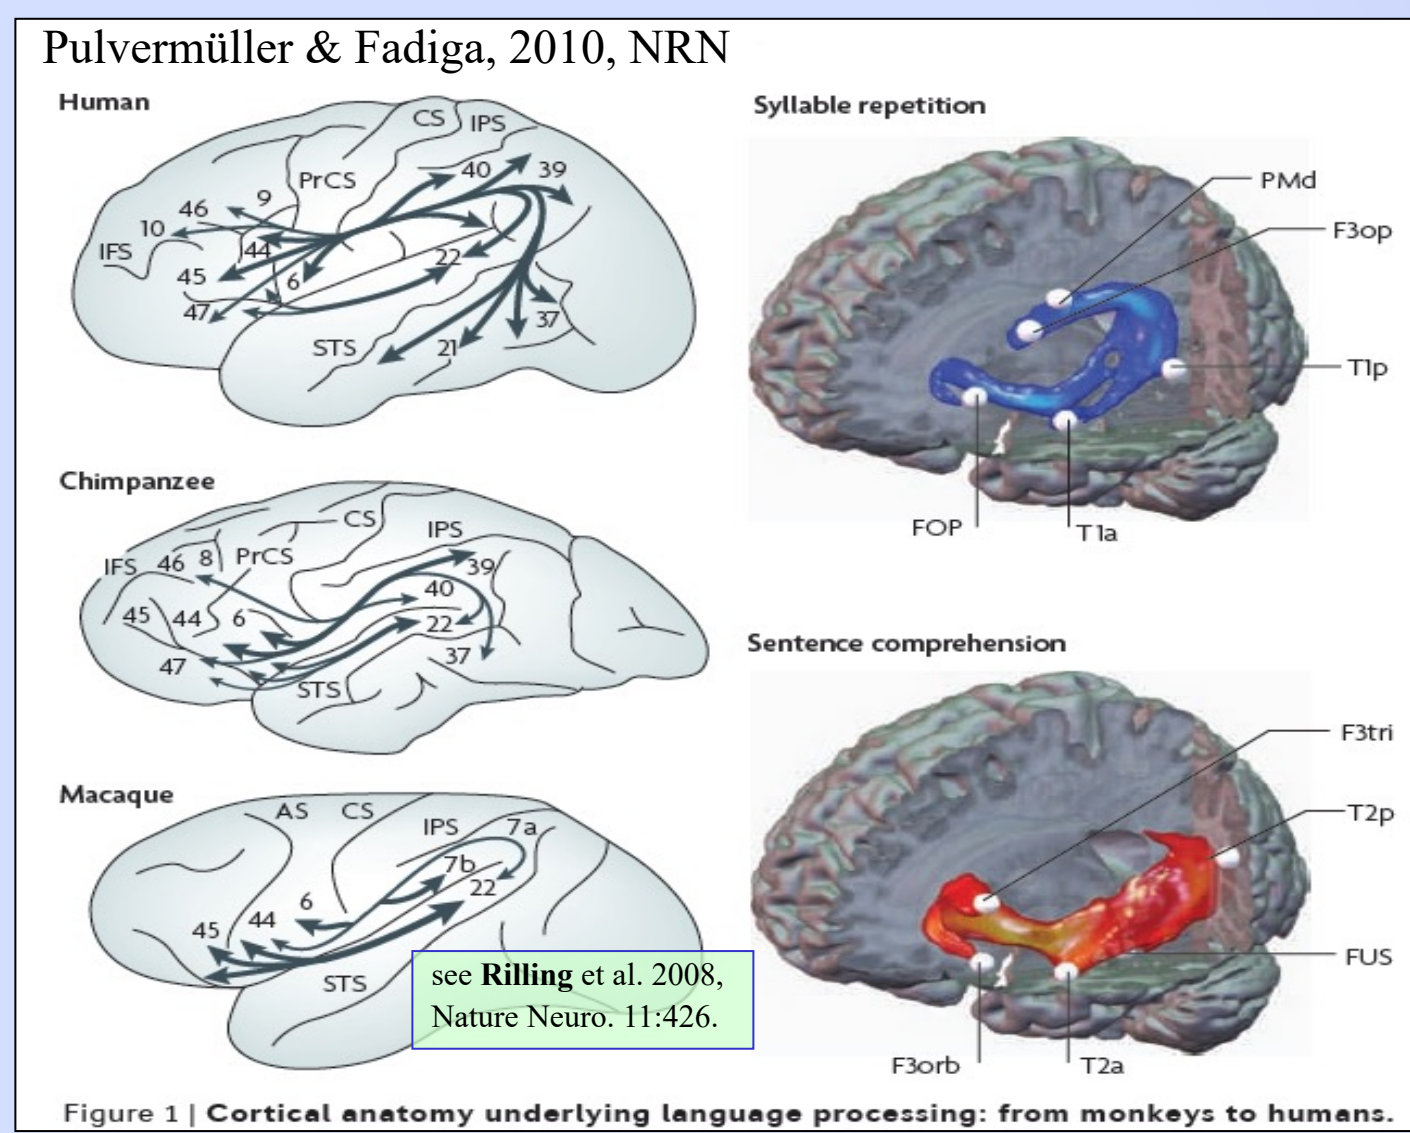 Pulvermüller & Fadiga, 2010, NRN
Human
CS
IPS
40
39
PrCS
9
46
10
IFS
44
45
6
22
47
37
STS
21
Chimpanzee
CS
IPS
IFS
46
8
PrCS
39
40
45
44
6
22
47
37
STS
Macaque
AS
CS
IPS
7a
7b
22
6
44
45
STS
see Rilling et al. 2008,
Nature Neuro. 11:426.
Syllable repetition
PMd
F3op
T1p
FOP
T1a
Sentence comprehension
F3tri
T2p
FUS
F3orb
T2a
Figure 1 | Cortical anatomy underlying language processing: from monkeys to humans.